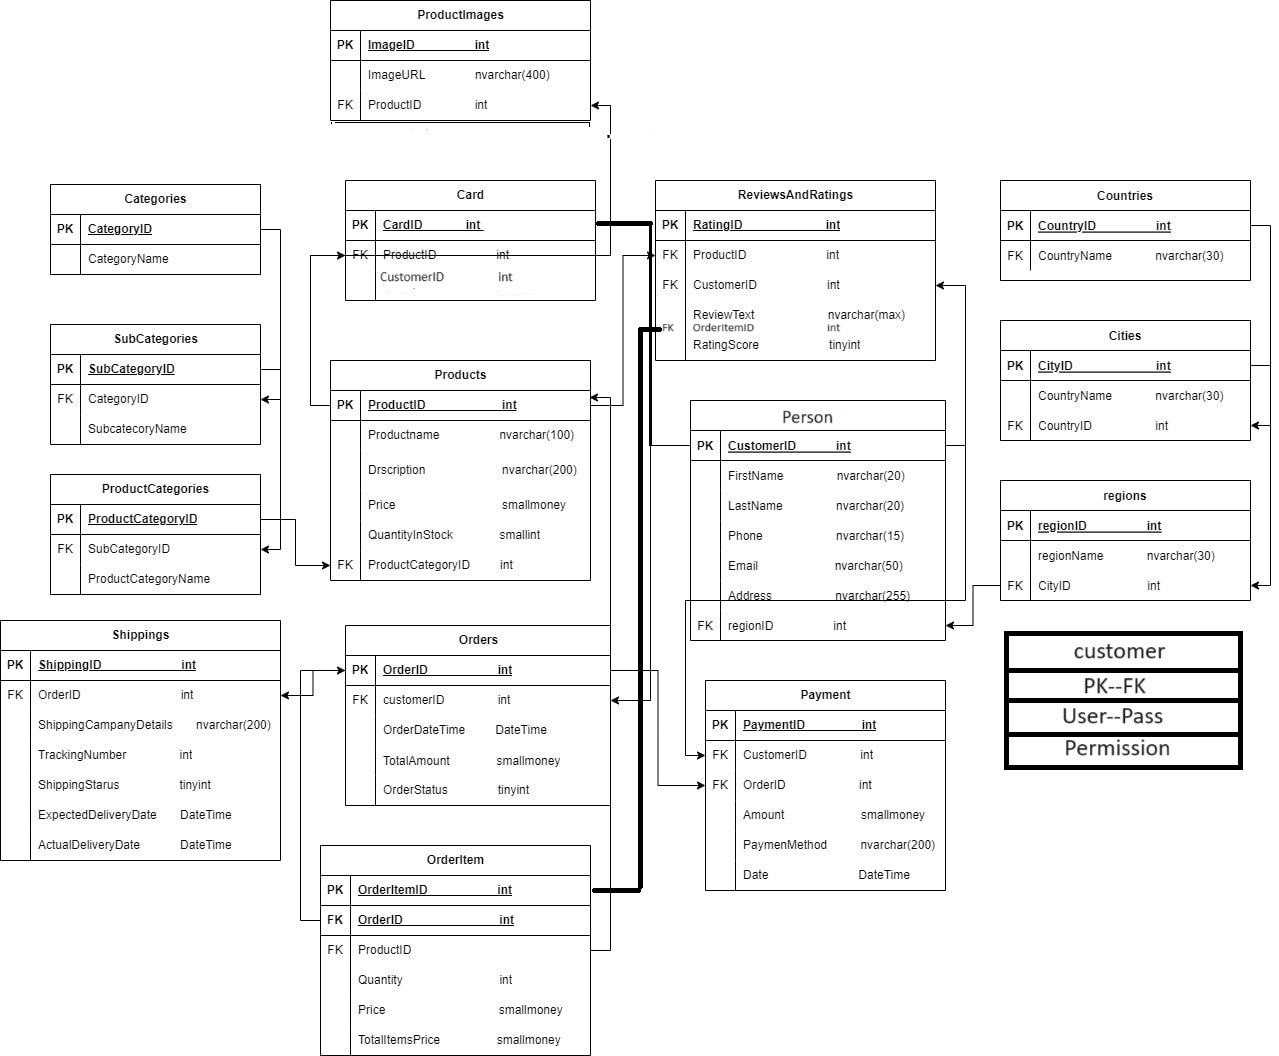 ProductImages
PK ImageID int
ImageURL nvarchar(400)
FK ProductID int
Categories
PK CategoryID
CategoryName
Card
PK CardID int
FK ProductID int
CustomerID int
ReviewsAndRatings
PK RatingID int
FK ProductID int
FK CustomerID int
ReviewText nvarchar(max)
FK OrderItemID int
RatingScore tinyint
Countries
PK CountryID int
FK CountryName nvarchar(30)
SubCategories
PK SubCategoryID
FK CategoryID
SubcatecoryName
Products
PK ProductID int
Productname nvarchar(100)
Drscription nvarchar(200)
Price smallmoney
QuantityInStock smallint
FK ProductCategoryID int
Cities
PK CityID int
CountryName nvarchar(30)
FK CountryID int
ProductCategories
PK ProductCategoryID
FK SubCategoryID
ProductCategoryName
Person
PK CustomerID int
FirstName nvarchar(20)
LastName nvarchar(20)
Phone nvarchar(15)
Email nvarchar(50)
Address nvarchar(255)
FK regionID int
regions
PK regionID int
regionName nvarchar(30)
FK CityID int
Shippings
PK ShippingID int
FK OrderID int
ShippingCampanyDetails nvarchar(200)
TrackingNumber int
ShippingStarus tinyint
ExpectedDeliveryDate DateTime
ActualDeliveryDate DateTime
Orders
PK OrderID int
FK customerID int
OrderDateTime DateTime
TotalAmount smallmoney
OrderStatus tinyint
Payment
PK PaymentID int
FK CustomerID int
FK OrderID int
Amount smallmoney
PaymenMethod nvarchar(200)
Date DateTime
customer
PK--FK
User--Pass
Permission
OrderItem
PK OrderItemID int
FK OrderID int
FK ProductID
Quantity int
Price smallmoney
TotalItemsPrice smallmoney